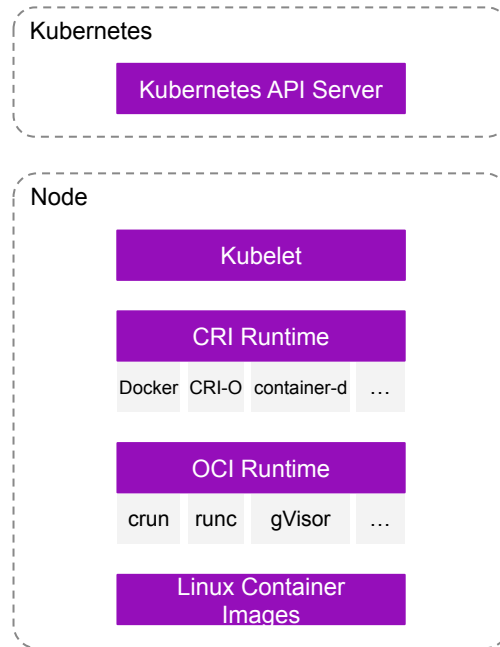 Kubernetes
Kubernetes API Server
Node
Kubelet
CRI Runtime
Docker CRI-O container-d …
OCI Runtime
crun runc gVisor …
Linux Container
Images